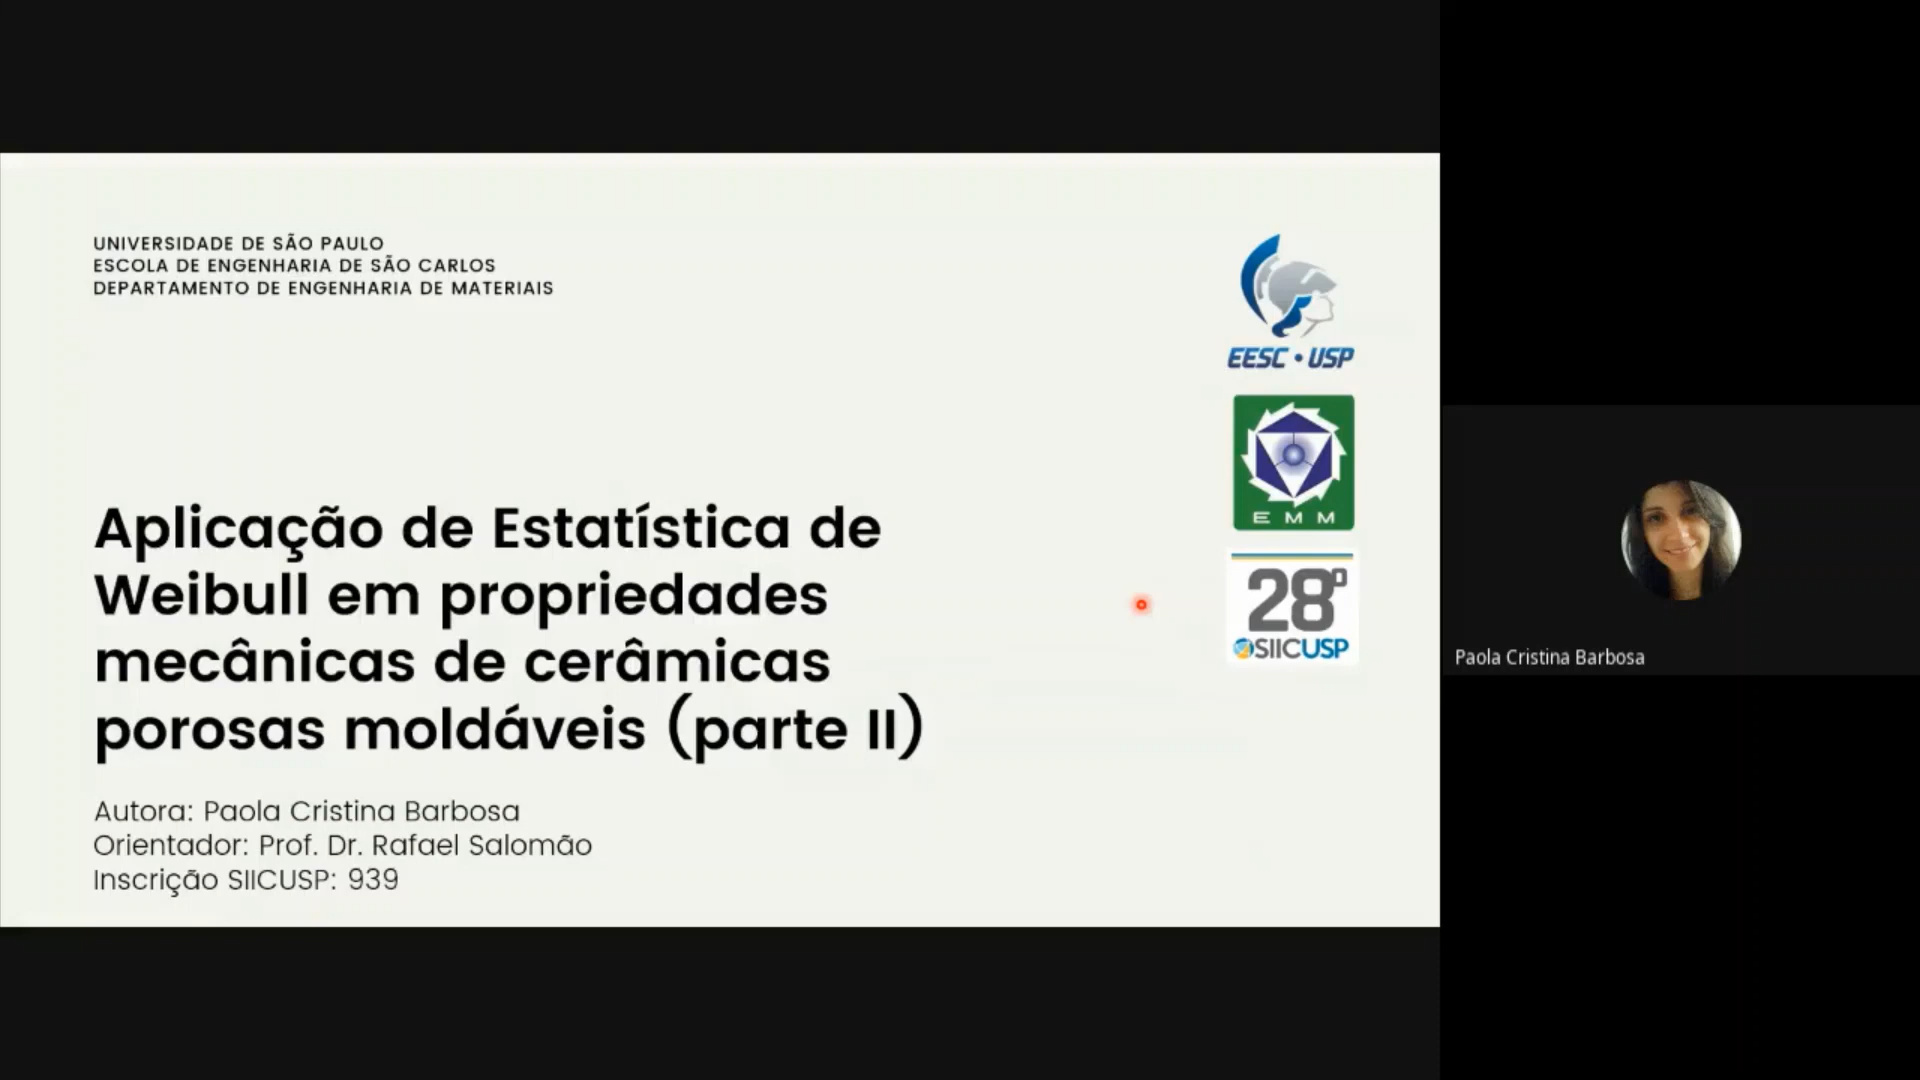 UNIVERSIDADE DE SÃO PAULO
ESCOLA DE ENGENHARIA DE SÃO CARLOS
DEPARTAMENTO DE ENGENHARIA DE MATERIAIS
EESC • USP
EMM
28º
SIICUSP
Aplicação de Estatística de
Weibull em propriedades
mecânicas de cerâmicas
porosas moldáveis (parte II)
Autora: Paola Cristina Barbosa
Orientador: Prof. Dr. Rafael Salomão
Inscrição SIICUSP: 939
Paola Cristina Barbosa